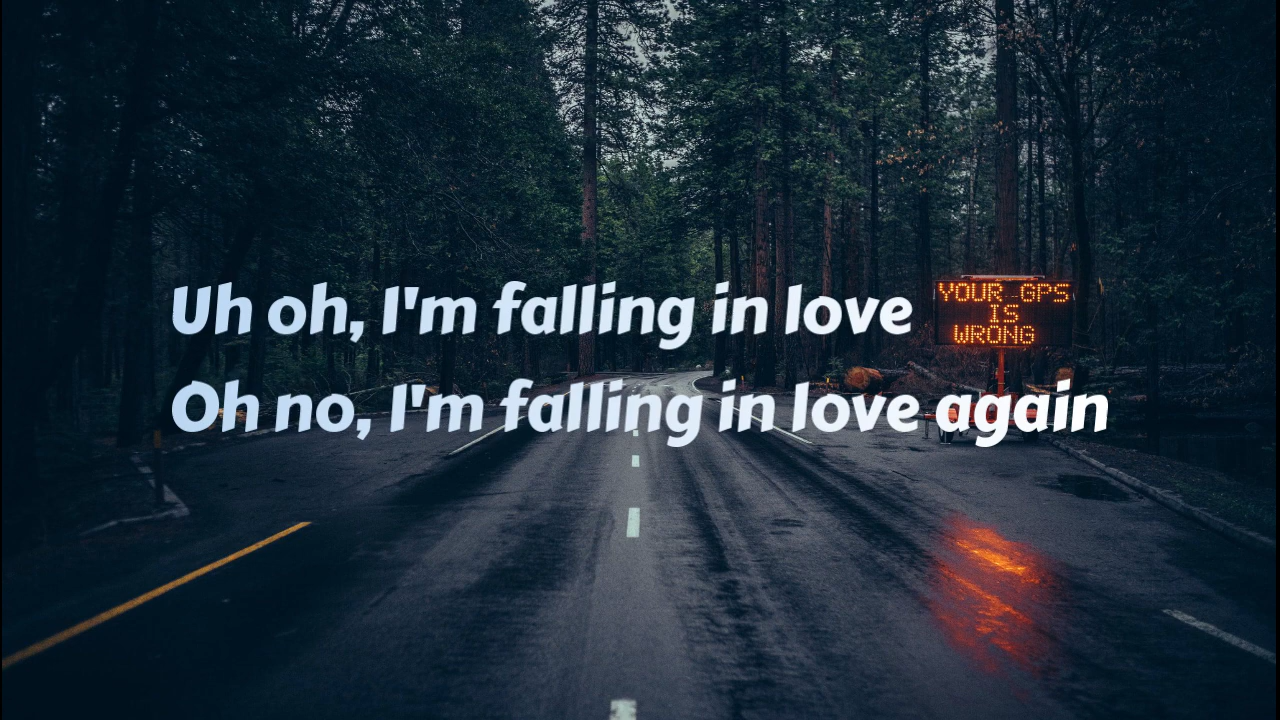 Uh oh, I'm falling in love
Oh no, I'm falling in love again
YOUR GPS
IS
WRONG